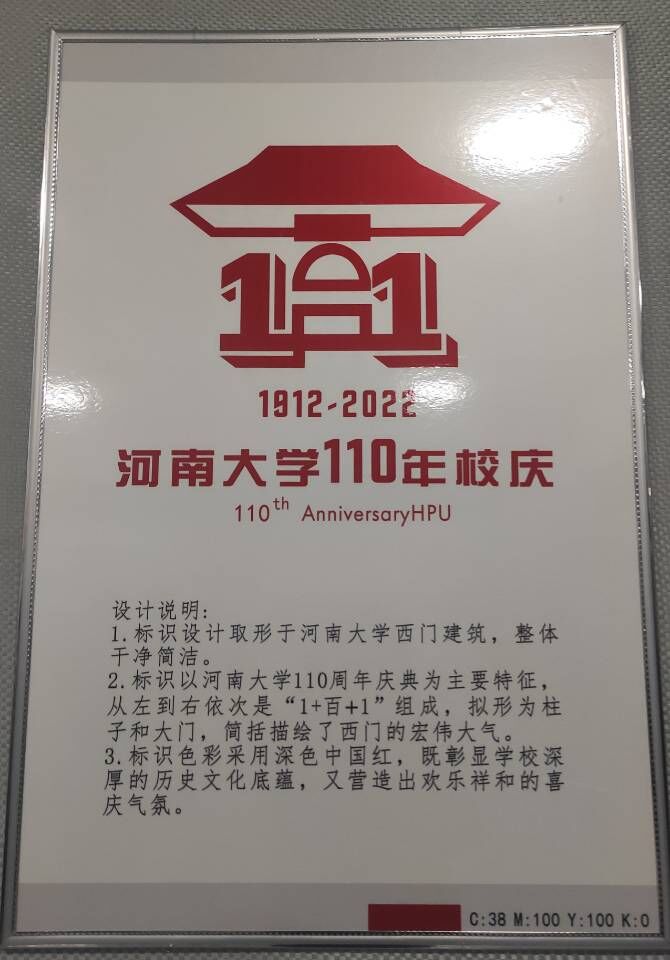 1 1
1912-2022
河南大学110年校庆
110th AnniversaryHPU
设计说明:
1.标识设计取形于河南大学西门建筑，整体
干净简洁。
2.标识以河南大学110周年庆典为主要特征，
从左到右依次是“1+百+1”组成，拟形为柱
子和大门，简括描绘了西门的宏伟大气。
3.标识色彩采用深色中国红，既彰显学校深
厚的历史文化底蕴，又营造出欢乐祥和的喜
庆气氛。
C:38 M:100 Y:100 K:0